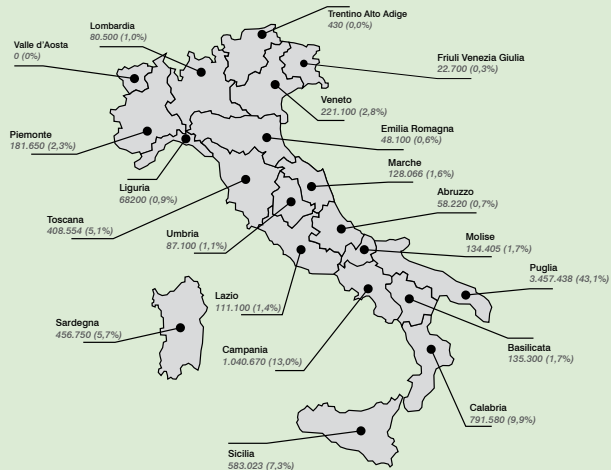 Trentino Alto Adige
430 (0,0%)
Lombardia
80.500 (1,0%)
Valle d'Aosta
0 (0%)
Friuli Venezia Giulia
22.700 (0,3%)
Veneto
221.100 (2,8%)
Piemonte
181.650 (2,3%)
Emilia Romagna
48.100 (0,6%)
Marche
128.066 (1,6%)
Liguria
68200 (0,9%)
Abruzzo
58.220 (0,7%)
Toscana
408.554 (5,1%)
Umbria
87.100 (1,1%)
Molise
134.405 (1,7%)
Puglia
3.457.438 (43,1%)
Lazio
111.100 (1,4%)
Sardegna
456.750 (5,7%)
Campania
1.040.670 (13,0%)
Basilicata
135.300 (1,7%)
Calabria
791.580 (9,9%)
Sicilia
583.023 (7,3%)